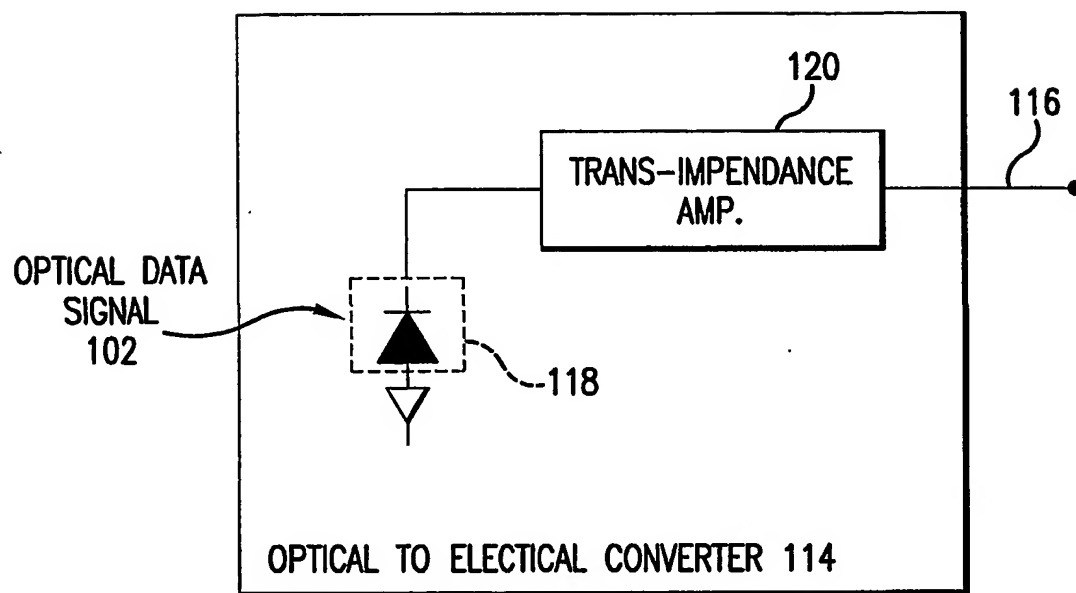 120
116
TRANS-IMPENDANCE
AMP.
OPTICAL DATA
SIGNAL
102
118
OPTICAL TO ELECTICAL CONVERTER 114